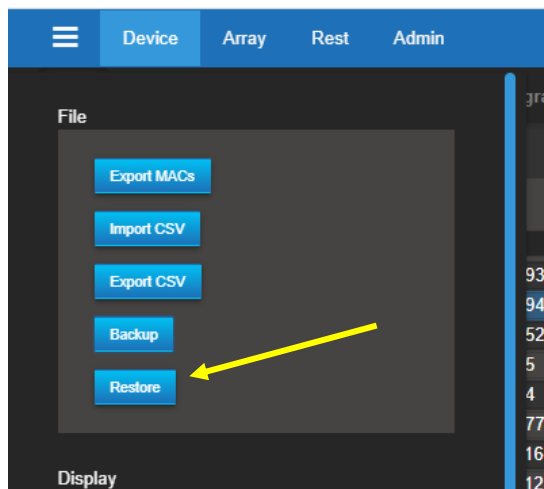 Device Array Rest Admin
File
Export MACs
Import CSV
Export CSV
Backup
Restore
Display
93
94
52
5
4
77
16
12